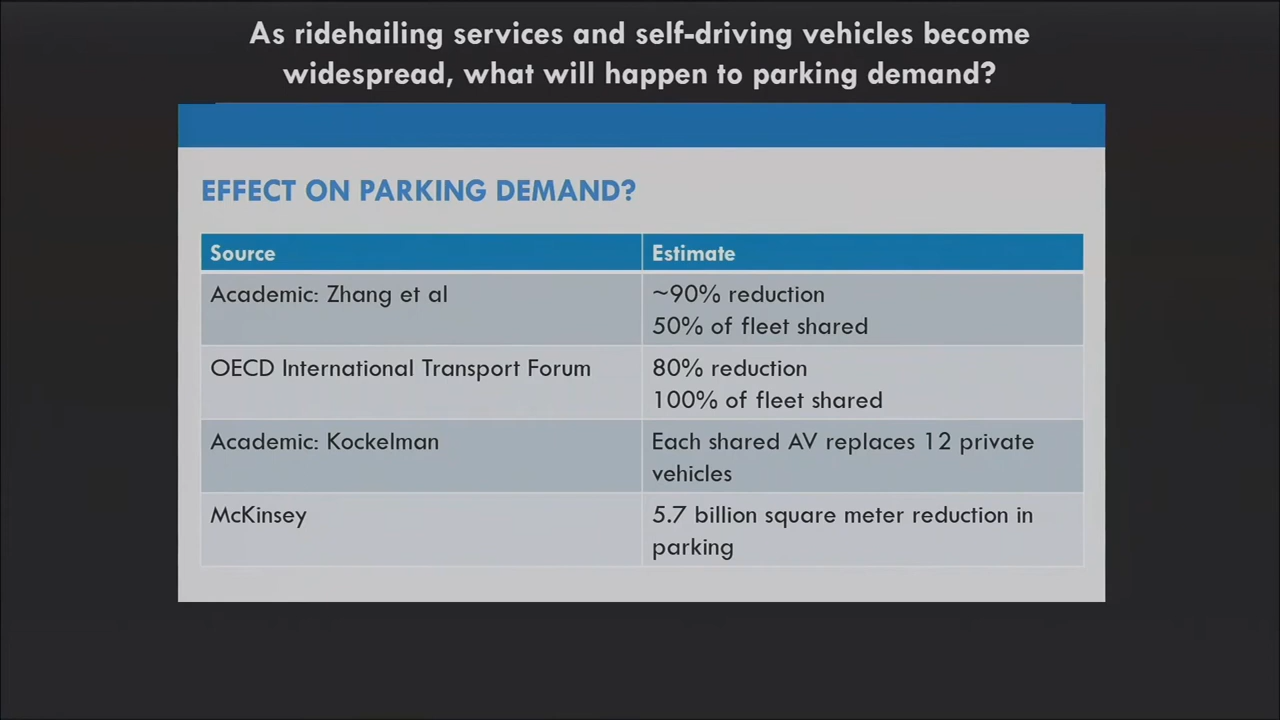 As ridehailing services and self-driving vehicles become
widespread, what will happen to parking demand?
EFFECT ON PARKING DEMAND?
Source
Estimate
Academic: Zhang et al
~90% reduction
50% of fleet shared
OECD International Transport Forum
80% reduction
100% of fleet shared
Academic: Kockelman
Each shared AV replaces 12 private
vehicles
McKinsey
5.7 billion square meter reduction in
parking